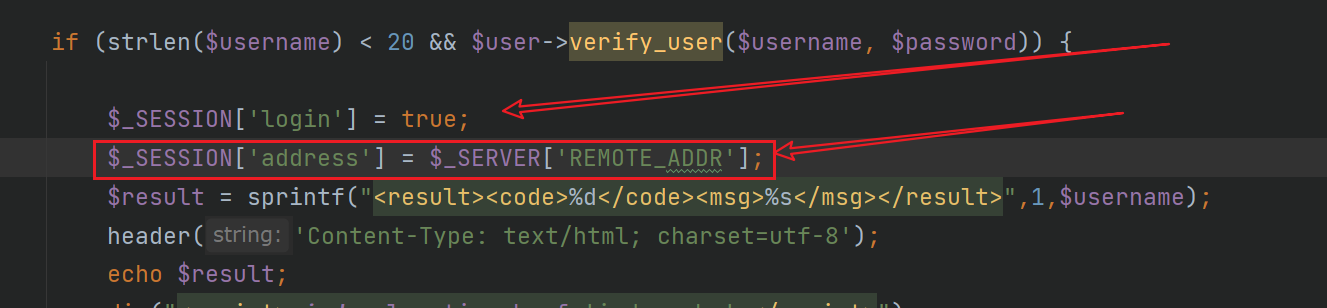 if (strlen($username) < 20 && $user->verify_user($username, $password)) {
$_SESSION['login'] = true;
$_SESSION['address'] = $_SERVER['REMOTE_ADDR'];
$result = sprintf("<result><code>%d</code><msg>%s</msg></result>",1,$username);
header( string: 'Content-Type: text/html; charset=utf-8');
echo $result;